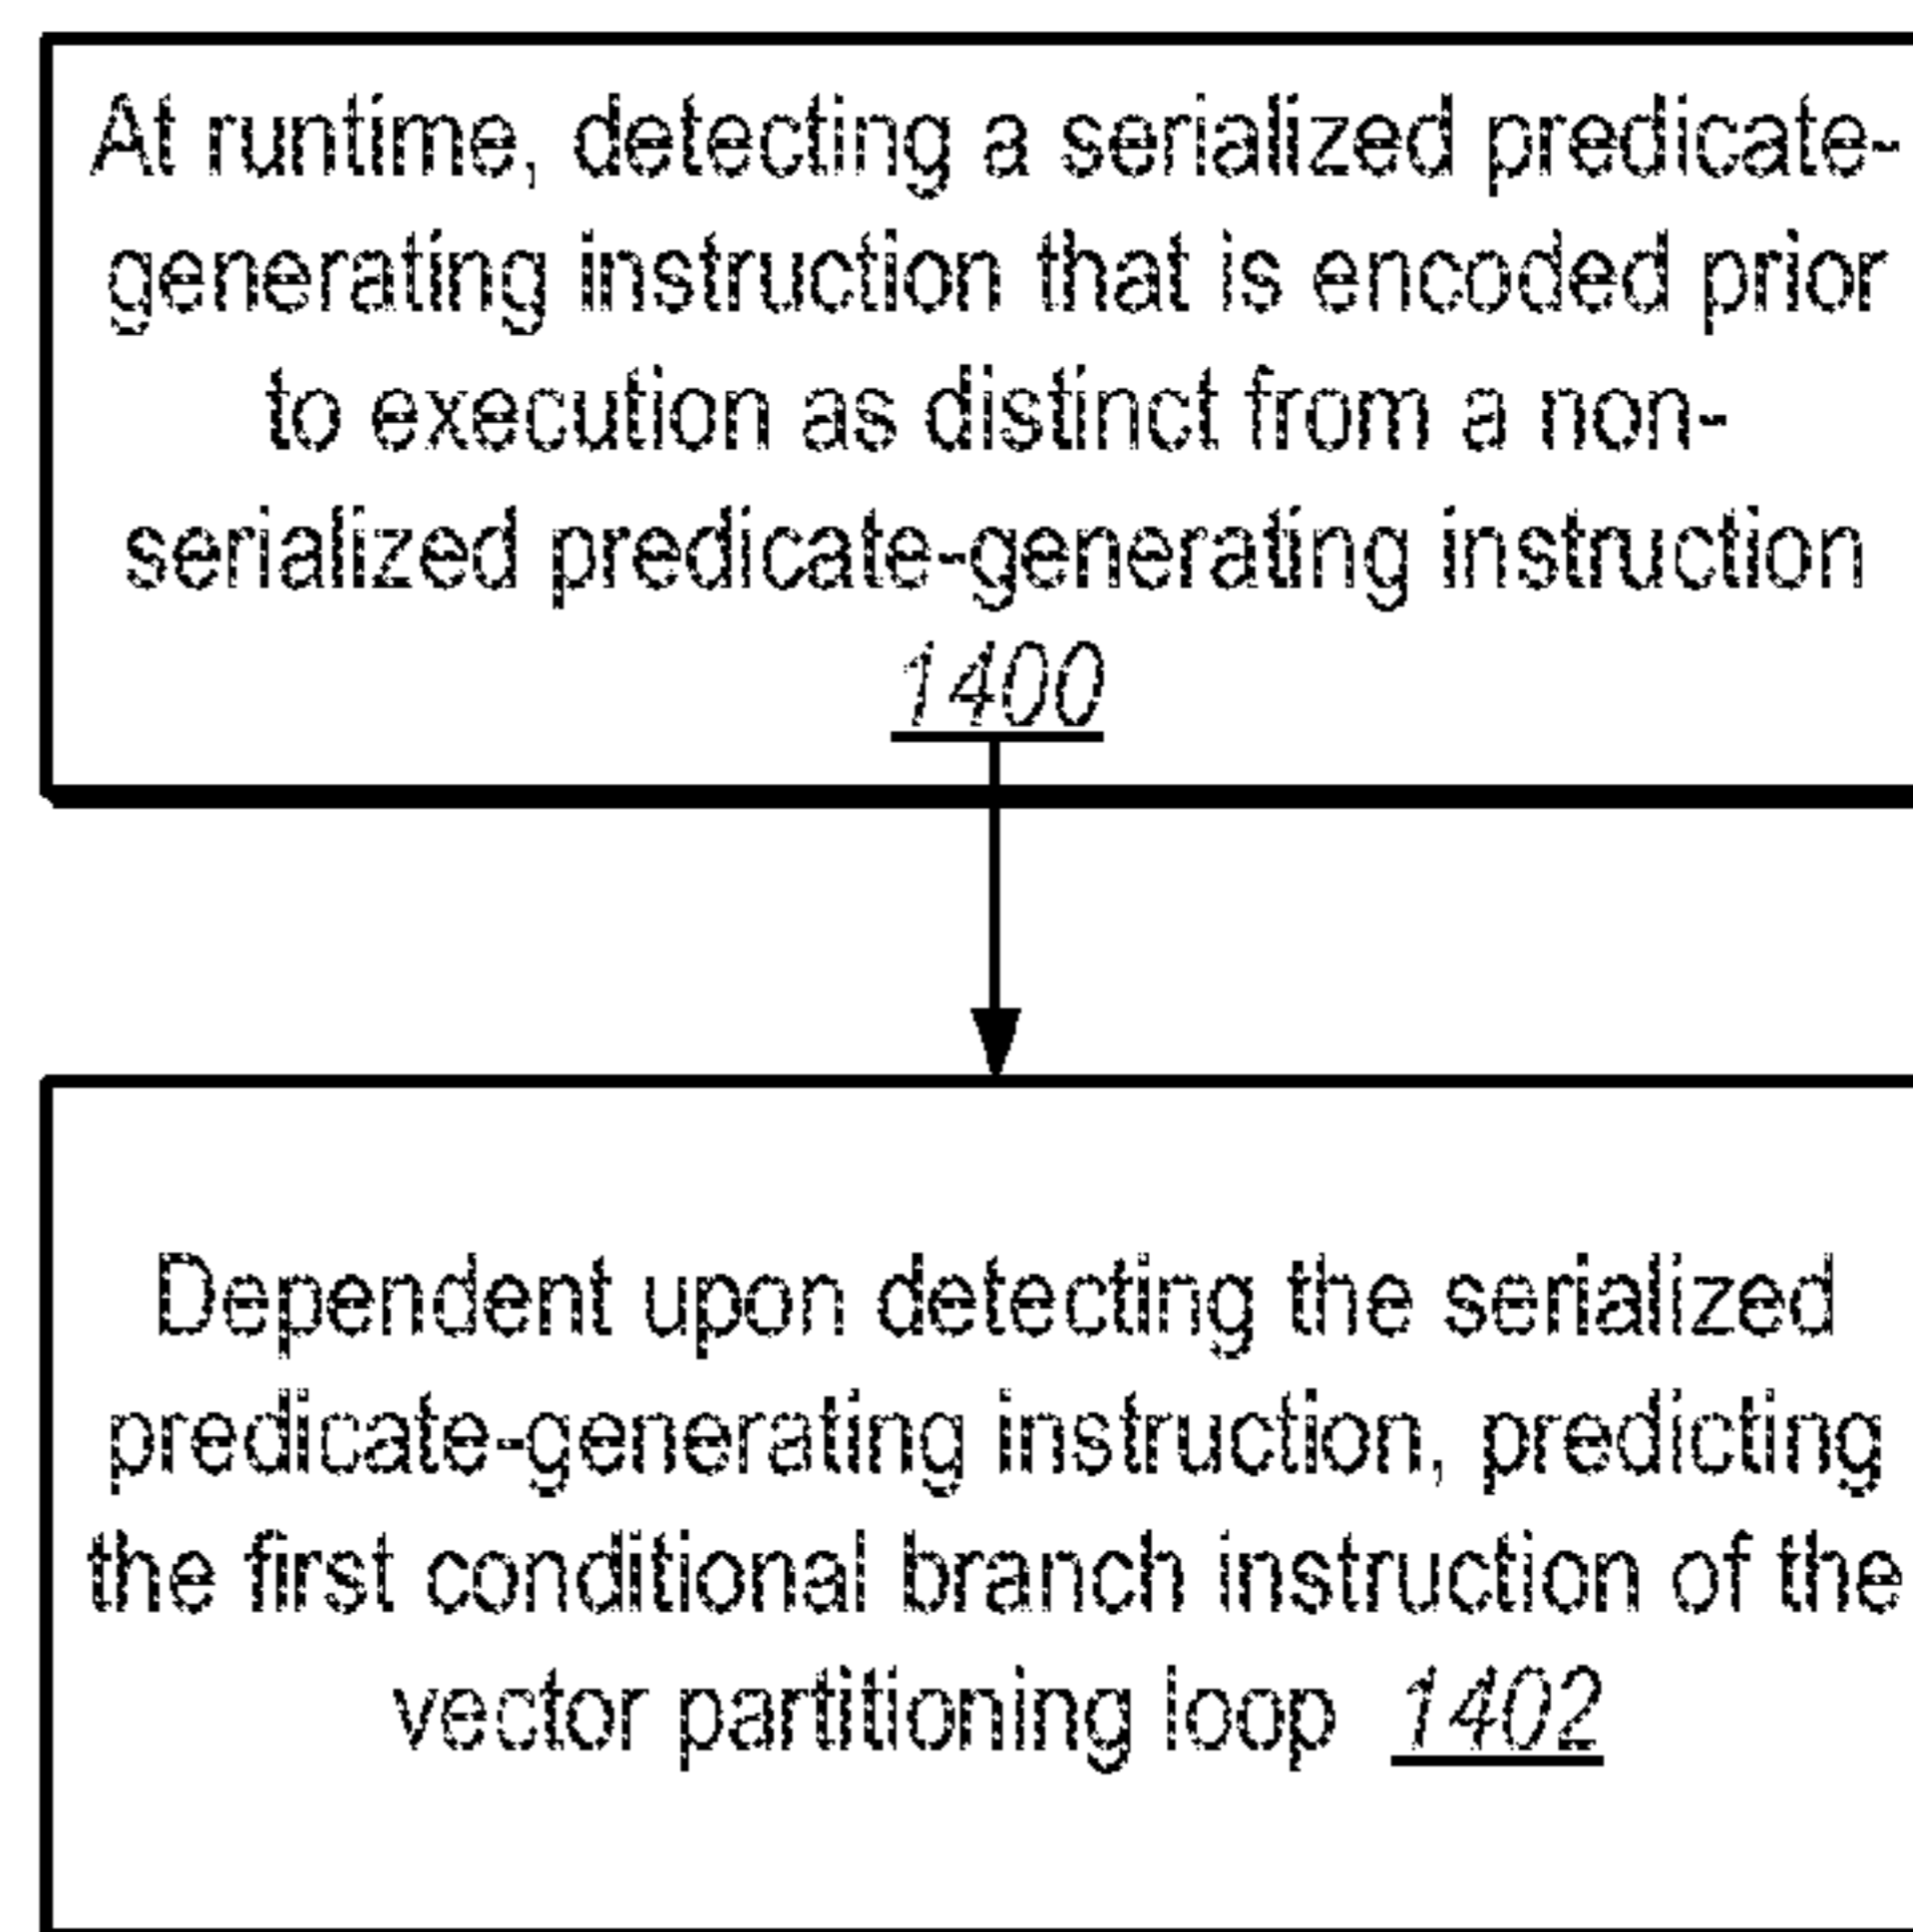 At runtime, detecting a serialized predicate-
generating instruction that is encoded prior
to execution as distinct from a non-
serialized predicate-generating instruction
1400
Dependent upon detecting the serialized
predicate-generating instruction, predicting
the first conditional branch instruction of the
vector partitioning loop 1402